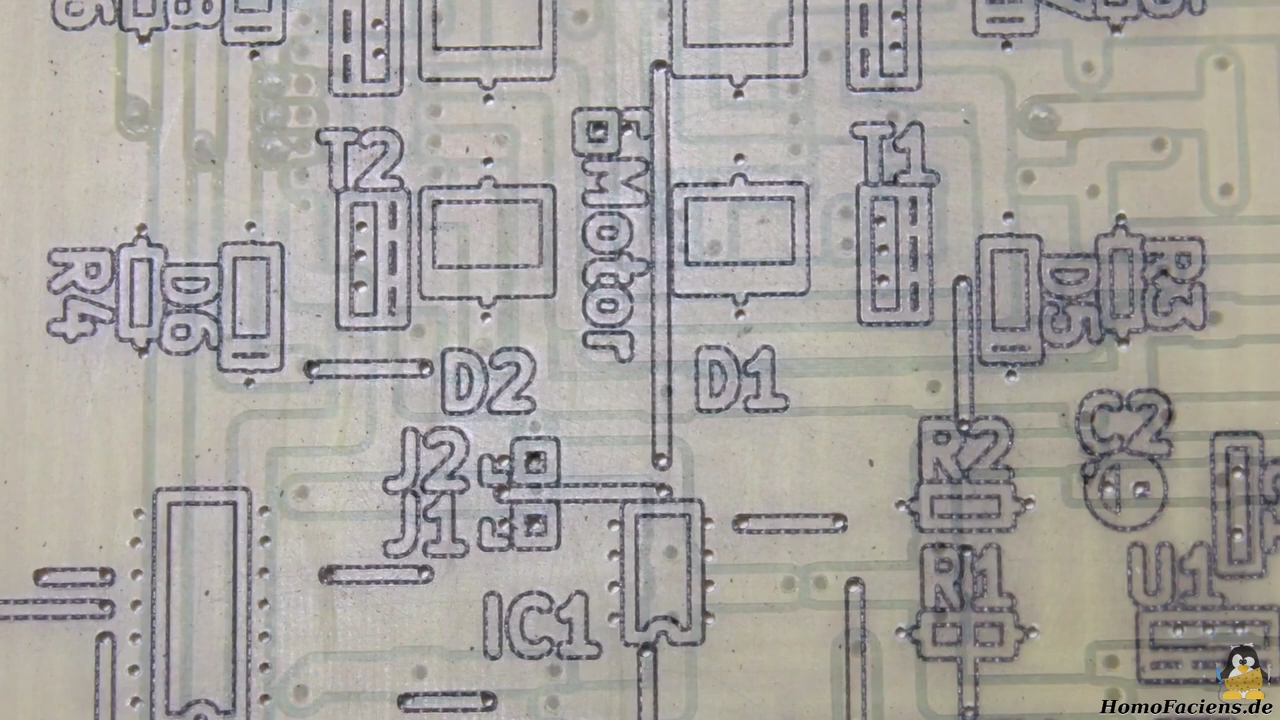 T2
T1
Motor
R4
D6
D5
R3
D2
D1
C2
J2
R2
J1
R1
U1
IC1
HomoFaciens.de